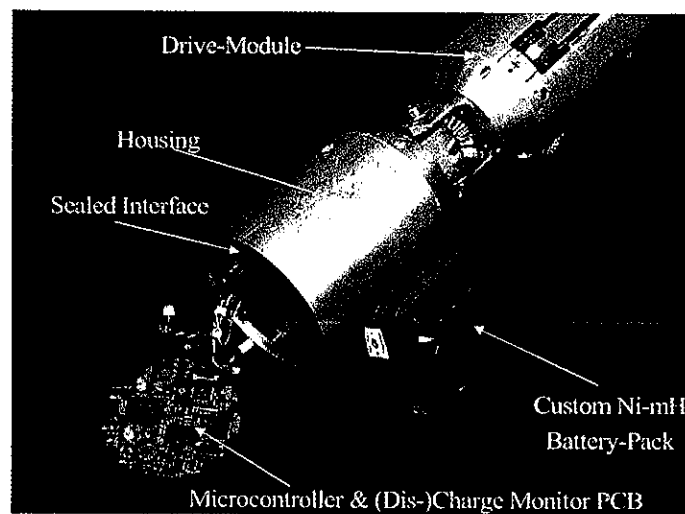 Drive-Module
Housing
Sealed Interface
Custom Ni-mH
Battery-Pack
Microcontroller & (Dis-)Charge Monitor PCB